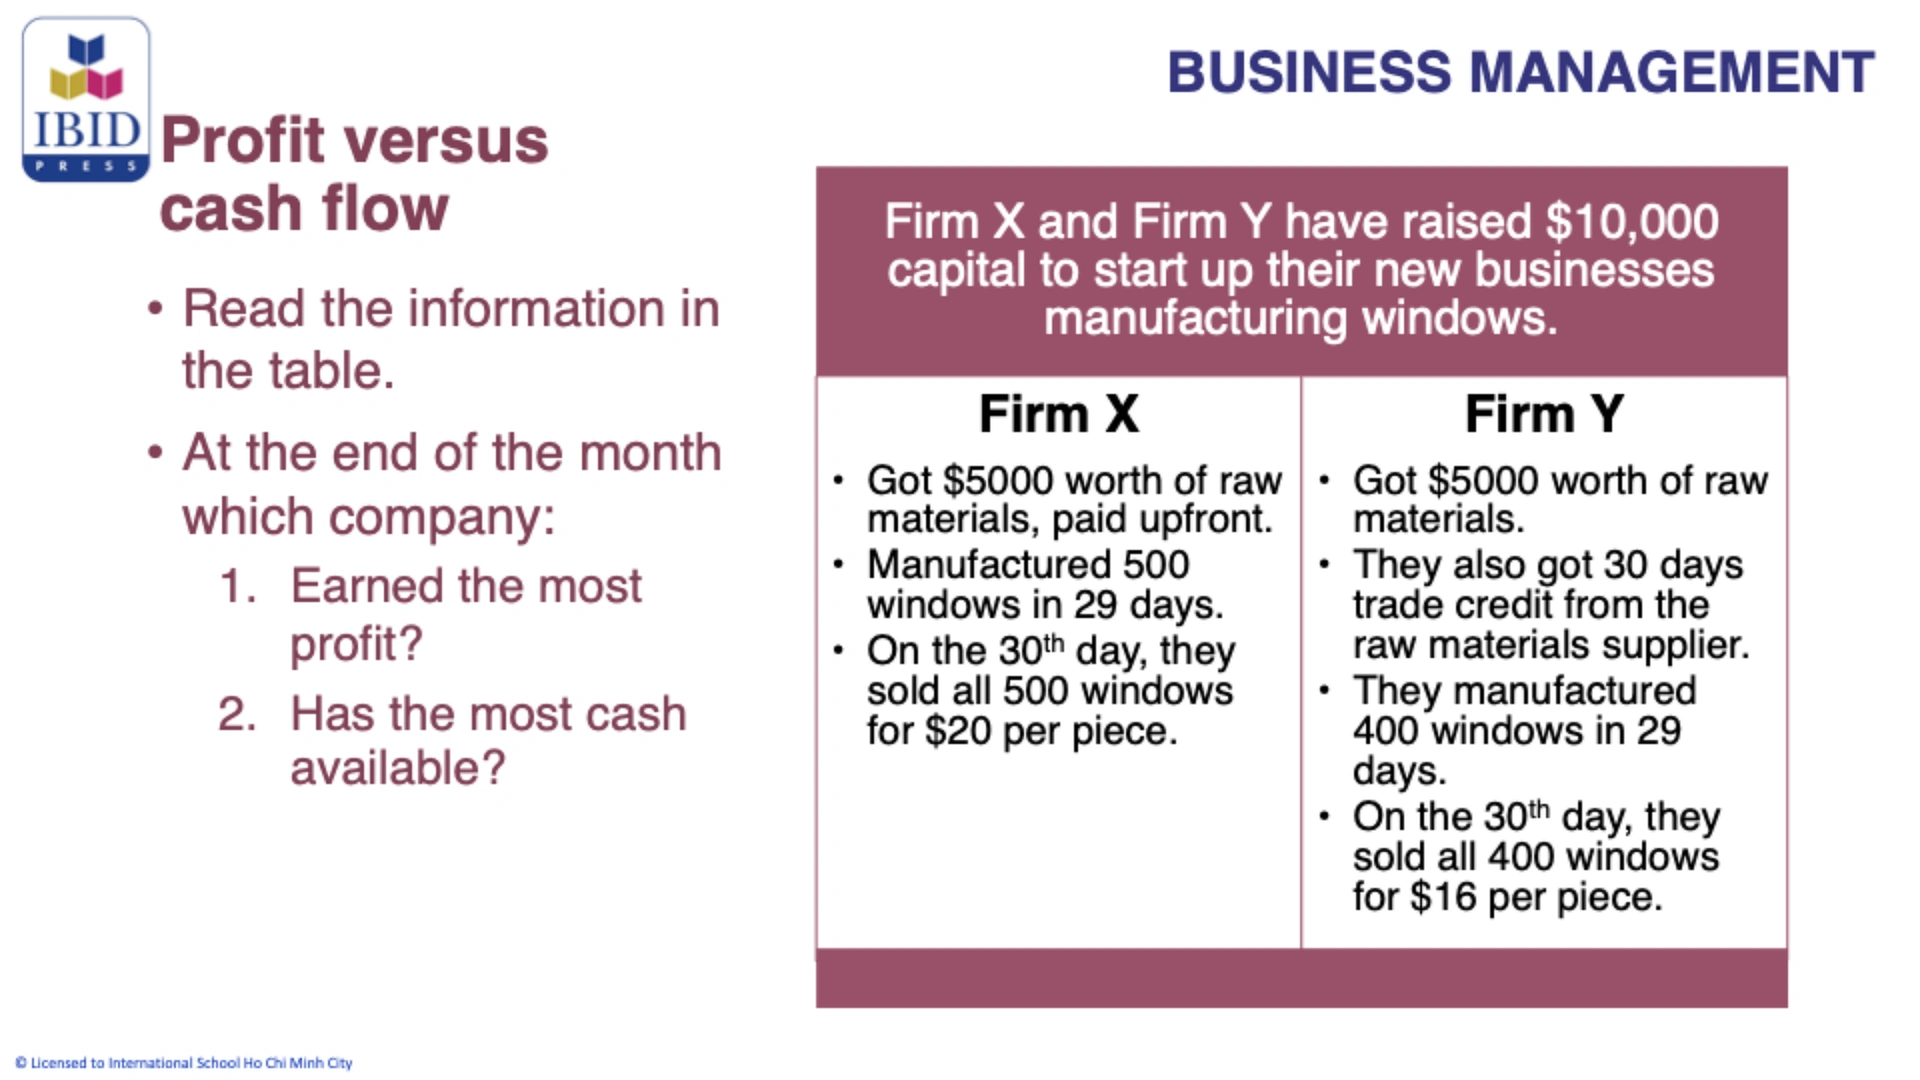 IBID
PRESS
BUSINESS MANAGEMENT
Profit versus
cash flow
• Read the information in
the table.
• At the end of the month
which company:
1. Earned the most
profit?
2. Has the most cash
available?
Firm X and Firm Y have raised $10,000
capital to start up their new businesses
manufacturing windows.
Firm X
• Got $5000 worth of raw
materials, paid upfront.
• Manufactured 500
windows in 29 days.
• On the 30th day, they
sold all 500 windows
for $20 per piece.
Firm Y
• Got $5000 worth of raw
materials.
• They also got 30 days
trade credit from the
raw materials supplier.
• They manufactured
400 windows in 29
days.
• On the 30th day, they
sold all 400 windows
for $16 per piece.
© Licensed to International School Ho Chi Minh City